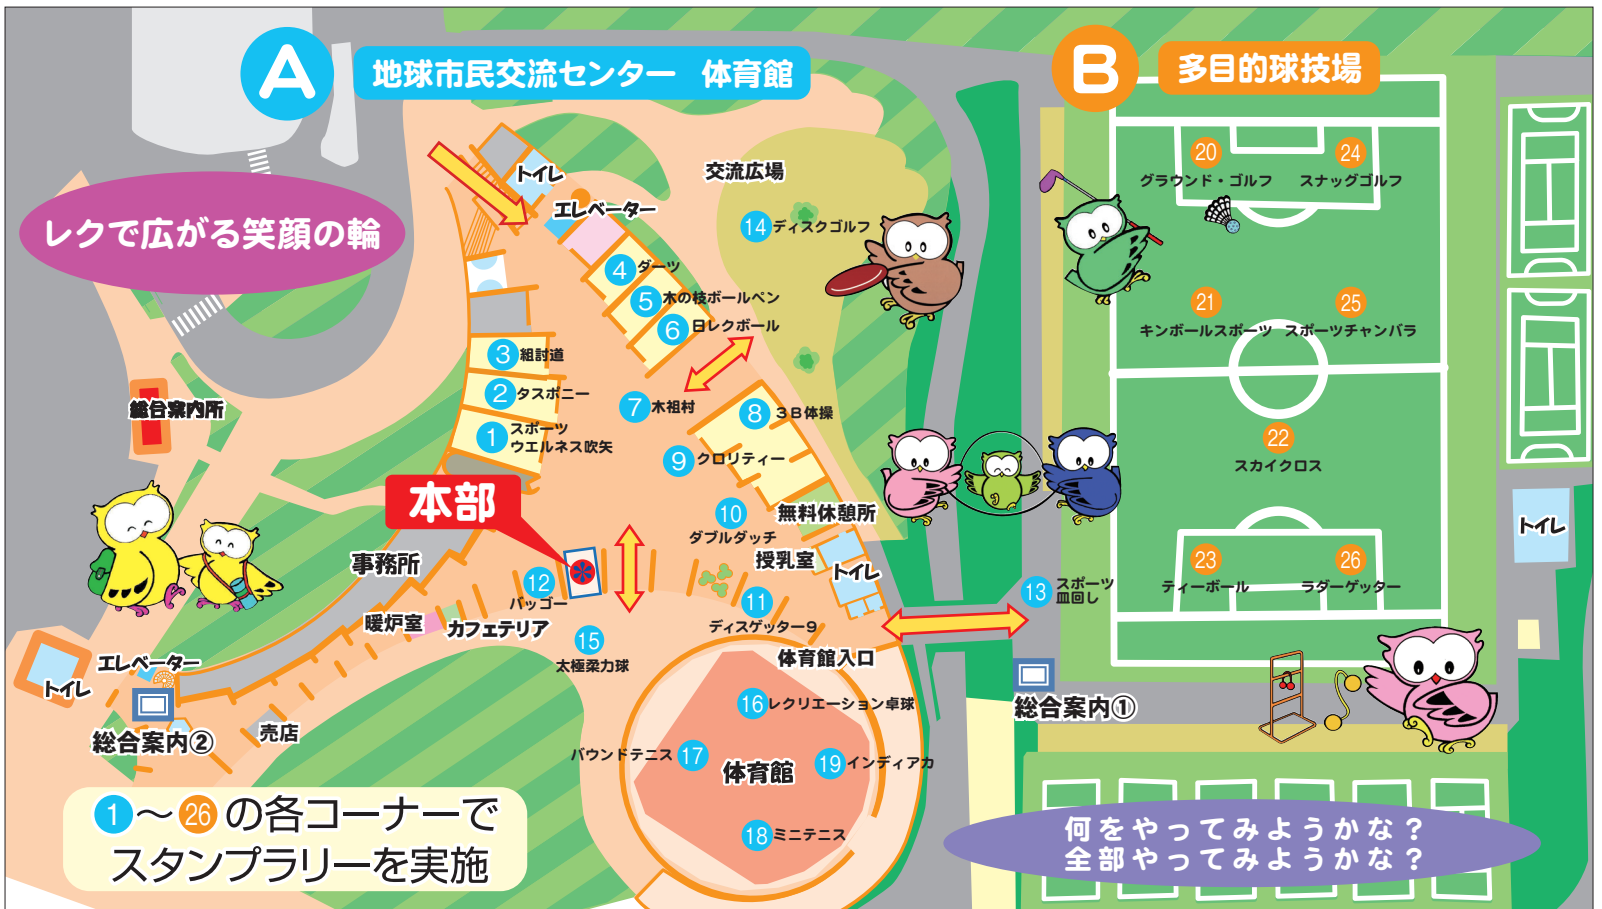 A
地球市民交流センター 体育館
B
多目的球技場
レクで広がる笑顔の輪
トイレ
エレベーター
交流広場
14 ディスクゴルフ
4 ダーツ
5 木の枝ボールペン
6 日レクボール
3 組討道
2 タスポニー
1 スポーツ
ウエルネス吹矢
7 木祖村
8 3B体操
9 クロリティー
10
ダブルダッチ
無料休憩所
授乳室
トイレ
総合案内所
本部
事務所
12
バッゴー
11
ディスゲッター9
13 スポーツ
皿回し
暖炉室
カフェテリア
15
太極柔力球
体育館入口
エレベーター
トイレ
総合案内②
売店
16 レクリエーション卓球
バウンドテニス 17
体育館
19 インディアカ
18 ミニテニス
20
グラウンド・ゴルフ
24
スナッグゴルフ
21
キンボールスポーツ
25
スポーツチャンバラ
22
スカイクロス
23
ティーボール
26
ラダーゲッター
トイレ
総合案内①
1～26の各コーナーで
スタンプラリーを実施
何をやってみようかな？
全部やってみようかな？